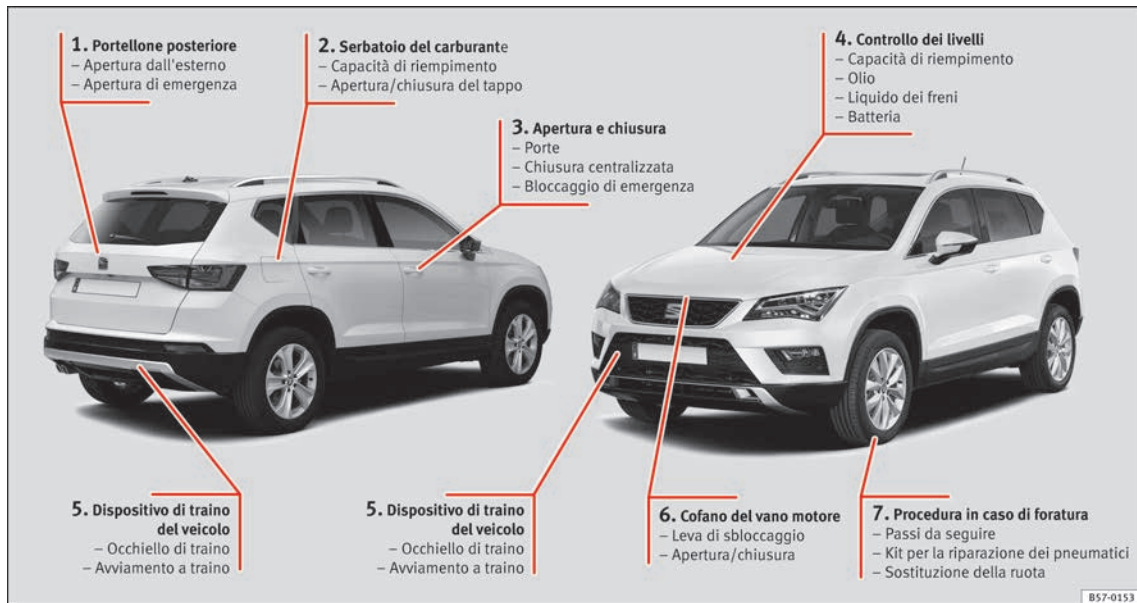 1. Portellone posteriore
– Apertura dall'esterno
– Apertura di emergenza
2. Serbatoio del carburante
– Capacità di riempimento
– Apertura/chiusura del tappo
3. Apertura e chiusura
– Porte
– Chiusura centralizzata
– Bloccaggio di emergenza
4. Controllo dei livelli
– Capacità di riempimento
– Olio
– Liquido dei freni
– Batteria
5. Dispositivo di traino
del veicolo
– Occhiello di traino
– Avviamento a traino
5. Dispositivo di traino
del veicolo
– Occhiello di traino
– Avviamento a traino
6. Cofano del vano motore
– Leva di sbloccaggio
– Apertura/chiusura
7. Procedura in caso di foratura
– Passi da seguire
– Kit per la riparazione dei pneumatici
– Sostituzione della ruota
B57-0153